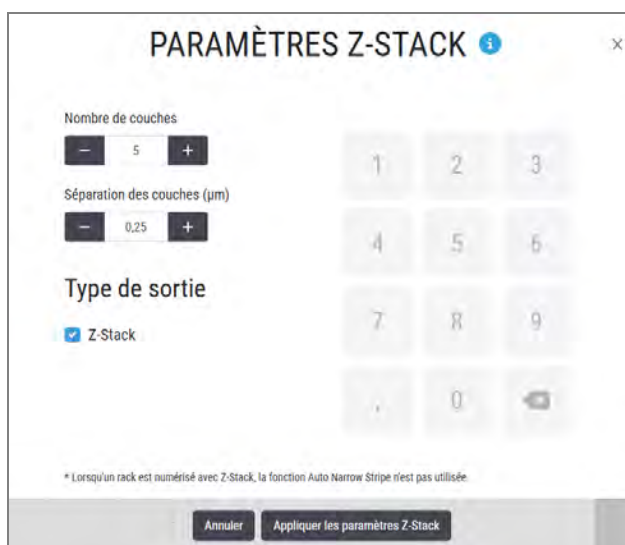 PARAMÈTRES Z-STACK i
×
Nombre de couches
− 5 +
Séparation des couches (µm)
− 0,25 +
Type de sortie
Z-Stack
1 2 3
4 5 6
7 8 9
, 0
* Lorsqu'un rack est numérisé avec Z-Stack, la fonction Auto Narrow Stripe n'est pas utilisée.
Annuler Appliquer les paramètres Z-Stack